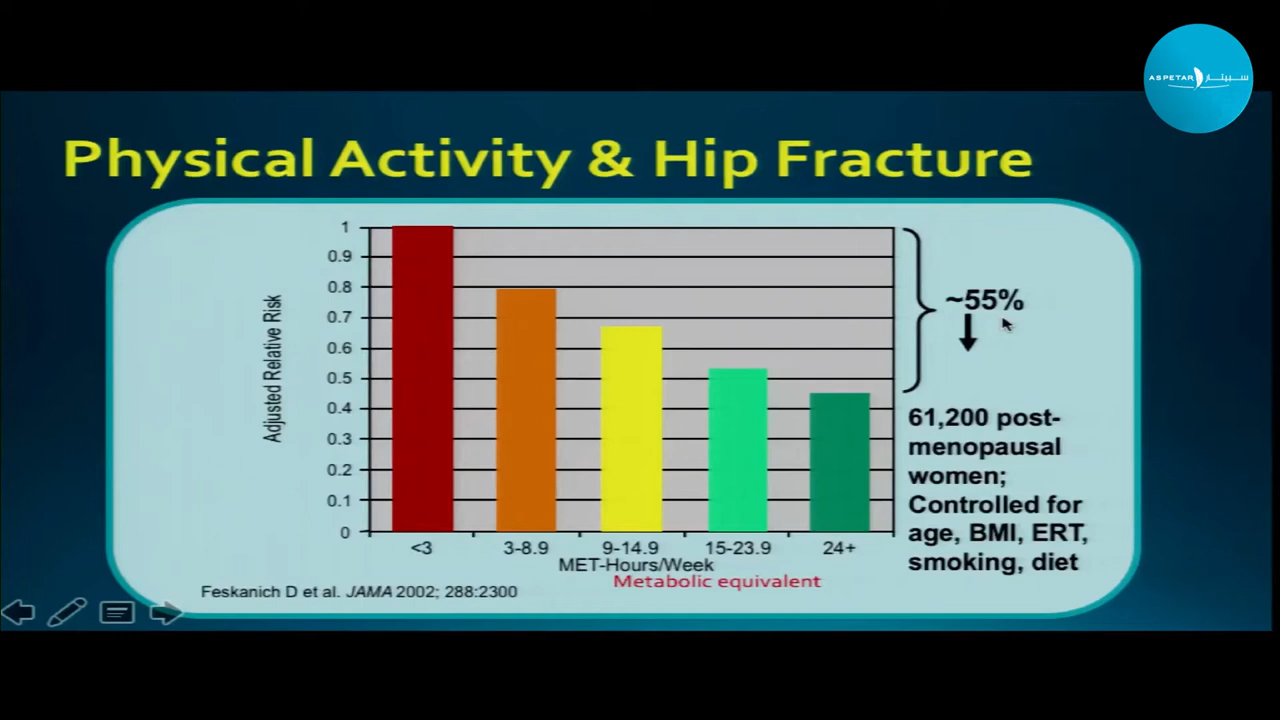 ASPETAR سبيتار
Physical Activity & Hip Fracture
Adjusted Relative Risk
1
0.9
0.8
0.7
0.6
0.5
0.4
0.3
0.2
0.1
0
<3 3-8.9 9-14.9 15-23.9 24+
MET-Hours/Week
Metabolic equivalent
~55%
61,200 post-
menopausal
women;
Controlled for
age, BMI, ERT,
smoking, diet
Feskanich D et al. JAMA 2002; 288:2300